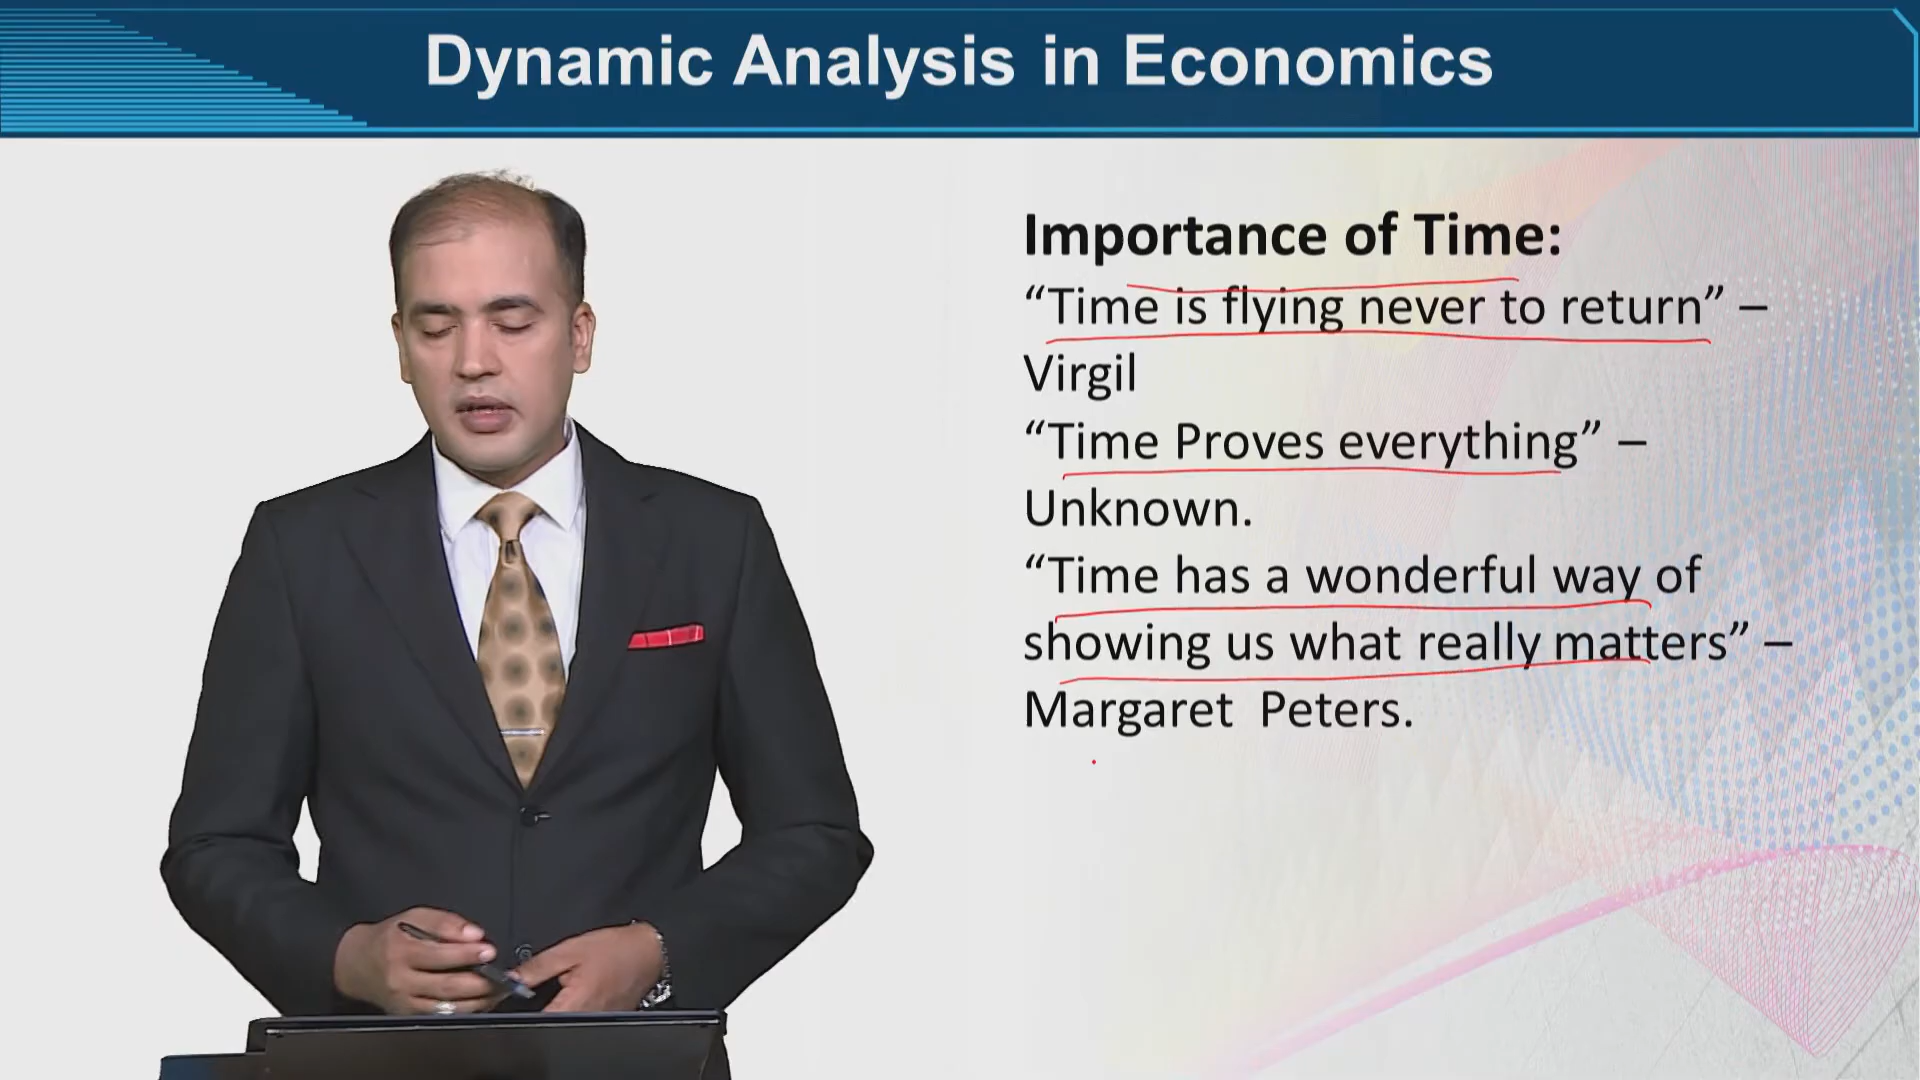 Dynamic Analysis in Economics
Importance of Time:
“Time is flying never to return” –
Virgil
“Time Proves everything” –
Unknown.
“Time has a wonderful way of
showing us what really matters” –
Margaret  Peters.